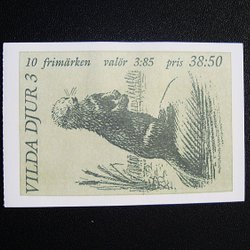 10 frimärken valör 3:85 pris 38:50
VILDA DJUR 3